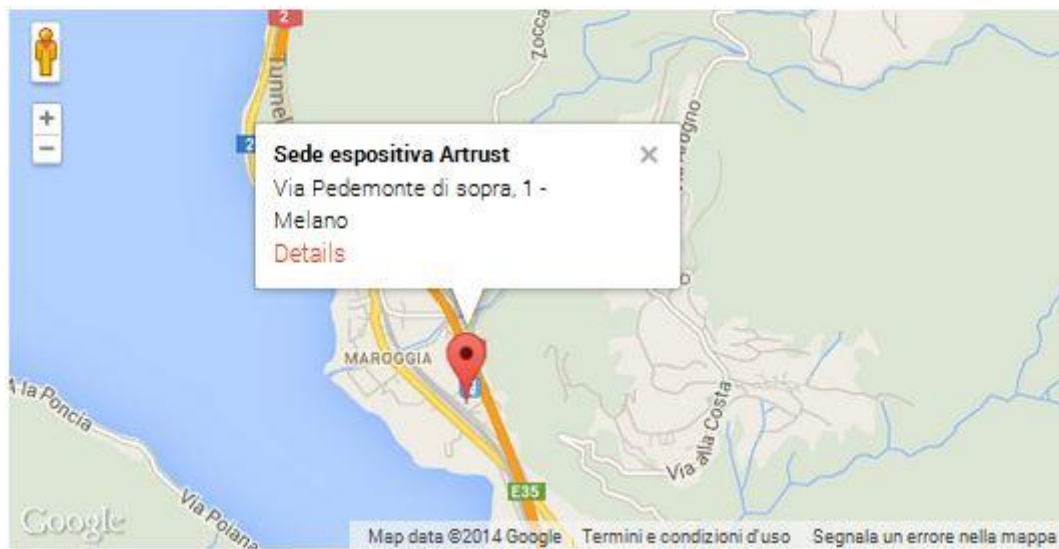 2
Zocca
Tunnel
2
Sede espositiva Artrust
Via Pedemonte di sopra, 1 -
Melano
Details
MAROGGIA
A la Poncia
Via alla Costa
E35
Via Poiana
Google
Map data ©2014 Google Termini e condizioni d'uso Segnala un errore nella mappa